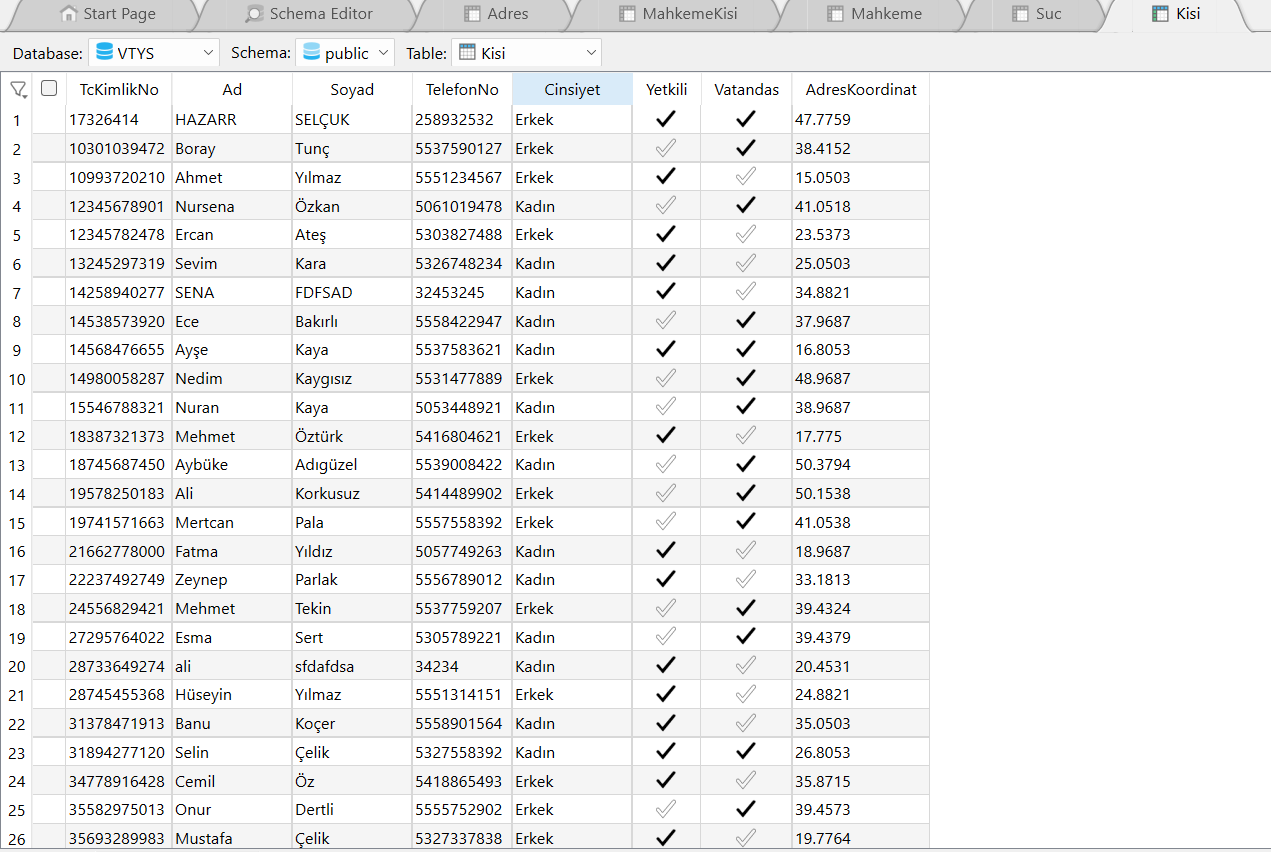 Start Page Schema Editor Adres MahkemeKisi Mahkeme Suc Kisi
Database: VTYS Schema: public Table: Kisi
TcKimlikNo Ad Soyad TelefonNo Cinsiyet Yetkili Vatandas AdresKoordinat
1 17326414 HAZARR SELÇUK 258932532 Erkek 47.7759
2 10301039472 Boray Tunç 5537590127 Erkek 38.4152
3 10993720210 Ahmet Yılmaz 5551234567 Erkek 15.0503
4 12345678901 Nursena Özkan 5061019478 Kadın 41.0518
5 12345782478 Ercan Ateş 5303827488 Erkek 23.5373
6 13245297319 Sevim Kara 5326748234 Kadın 25.0503
7 14258940277 SENA FDFSAD 32453245 Kadın 34.8821
8 14538573920 Ece Bakırlı 5558422947 Kadın 37.9687
9 14568476655 Ayşe Kaya 5537583621 Kadın 16.8053
10 14980058287 Nedim Kaygısız 5531477889 Erkek 48.9687
11 15546788321 Nuran Kaya 5053448921 Kadın 38.9687
12 18387321373 Mehmet Öztürk 5416804621 Erkek 17.775
13 18745687450 Aybüke Adıgüzel 5539008422 Kadın 50.3794
14 19578250183 Ali Korkusuz 5414489902 Erkek 50.1538
15 19741571663 Mertcan Pala 5557558392 Erkek 41.0538
16 21662778000 Fatma Yıldız 5057749263 Kadın 18.9687
17 22237492749 Zeynep Parlak 5556789012 Kadın 33.1813
18 24556829421 Mehmet Tekin 5537759207 Erkek 39.4324
19 27295764022 Esma Sert 5305789221 Kadın 39.4379
20 28733649274 ali sfdafdsa 34234 Kadın 20.4531
21 28745455368 Hüseyin Yılmaz 5551314151 Erkek 24.8821
22 31378471913 Banu Koçer 5558901564 Kadın 35.0503
23 31894277120 Selin Çelik 5327558392 Kadın 26.8053
24 34778916428 Cemil Öz 5418865493 Erkek 35.8715
25 35582975013 Onur Dertli 5555752902 Erkek 39.4573
26 35693289983 Mustafa Çelik 5327337838 Erkek 19.7764